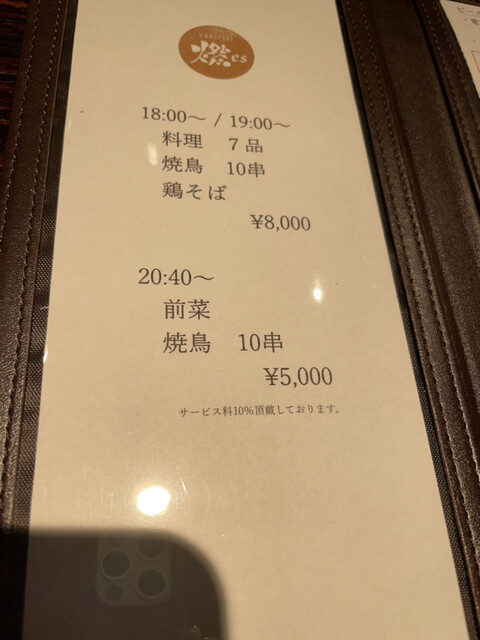 燃es
18:00〜 / 19:00〜
料理 7品
焼鳥 10串
鶏そば
¥8,000
20:40〜
前菜
焼鳥 10串
¥5,000
サービス料10%頂戴しております。